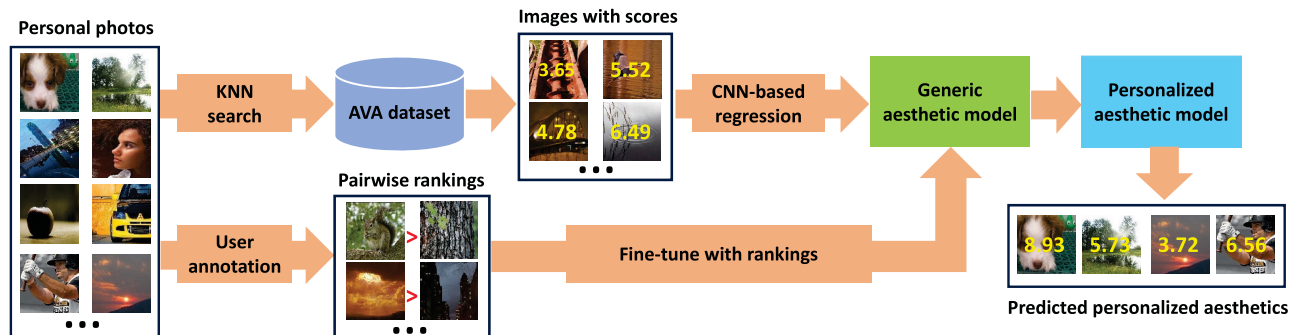 Personal photos
KNN
search
AVA dataset
Images with scores
3.65
5.52
4.78
6.49
...
CNN-based
regression
Generic
aesthetic model
Personalized
aesthetic model
User
annotation
Pairwise rankings
>
>
...
Fine-tune with rankings
8.93
5.73
3.72
6.56
Predicted personalized aesthetics
...